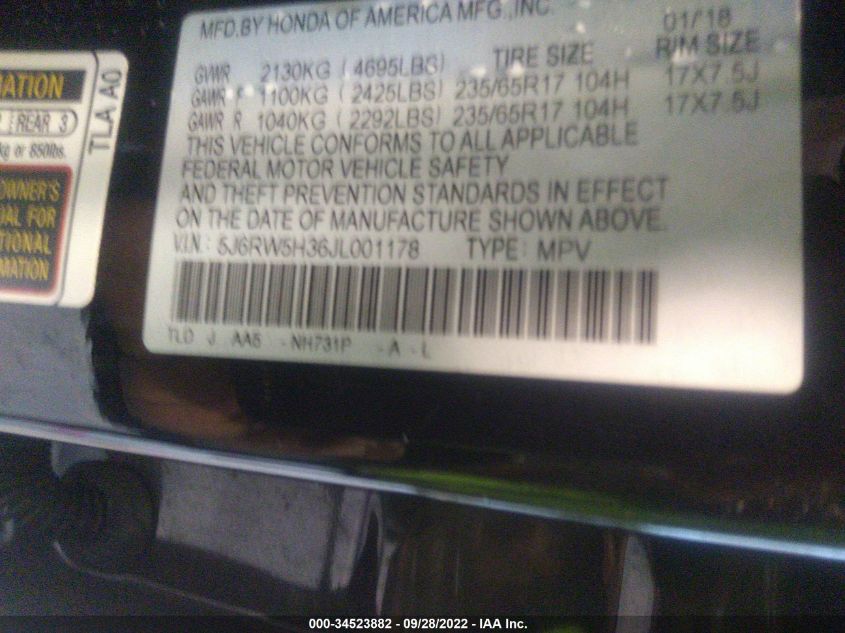 MFD.BY HONDA OF AMERICA MFG.,INC. 01/18
TIRE SIZE RIM SIZE
GVWR 2130KG (4695LBS)
GAWR F 1100KG (2425LBS) 235/65R17 104H 17X7.5J
GAWR R 1040KG (2292LBS) 235/65R17 104H 17X7.5J
THIS VEHICLE CONFORMS TO ALL APPLICABLE
FEDERAL MOTOR VEHICLE SAFETY
AND THEFT PREVENTION STANDARDS IN EFFECT
ON THE DATE OF MANUFACTURE SHOWN ABOVE.
V.I.N.: 5J6RW5H36JL001178 TYPE: MPV
TLA J AA5 -NH731P -A -L
MATION
REAR 3
kg or 850lbs.
OWNER'S
UAL FOR
TIONAL
MATION
TLA A0
000-34523882 - 09/28/2022 - IAA Inc.